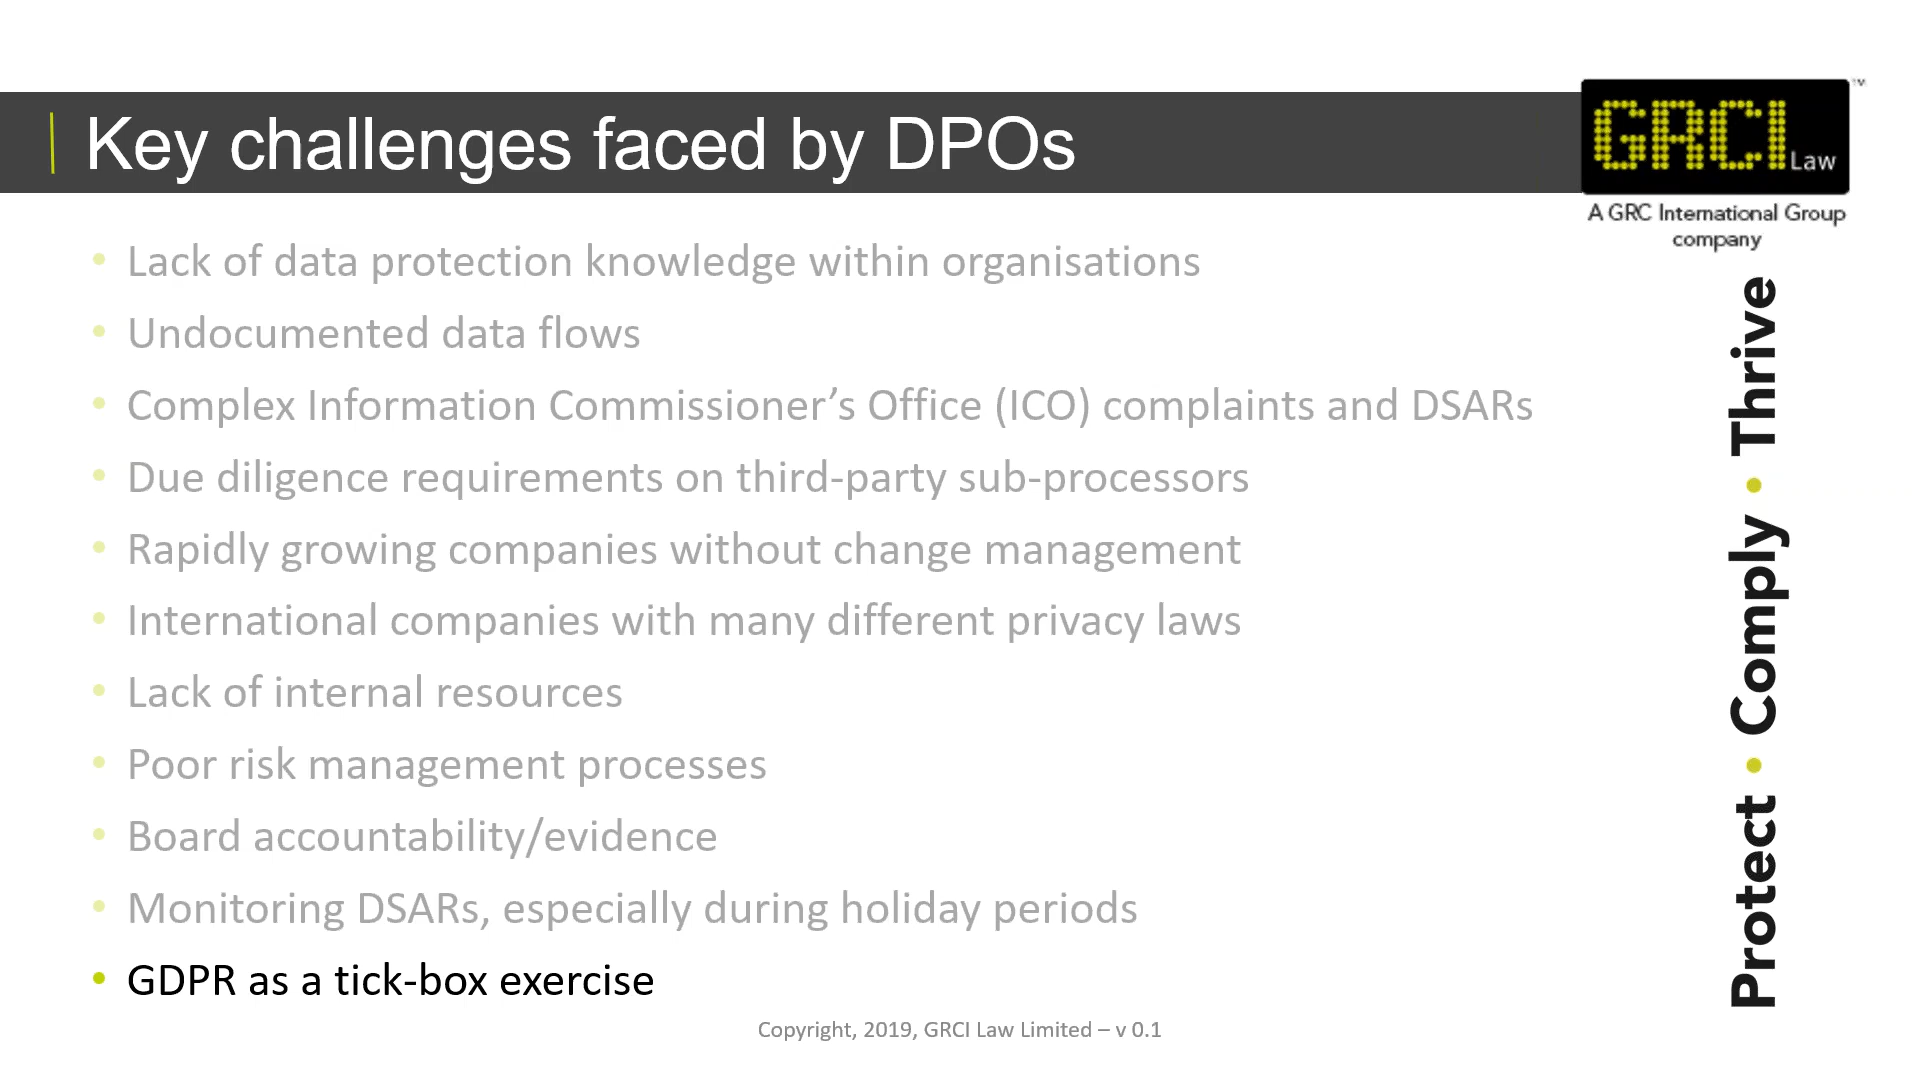 Key challenges faced by DPOs
GRCI Law
TM
A GRC International Group
company
• Lack of data protection knowledge within organisations
• Undocumented data flows
• Complex Information Commissioner’s Office (ICO) complaints and DSARs
• Due diligence requirements on third-party sub-processors
• Rapidly growing companies without change management
• International companies with many different privacy laws
• Lack of internal resources
• Poor risk management processes
• Board accountability/evidence
• Monitoring DSARs, especially during holiday periods
• GDPR as a tick-box exercise
Protect • Comply • Thrive
Copyright, 2019, GRCI Law Limited – v 0.1